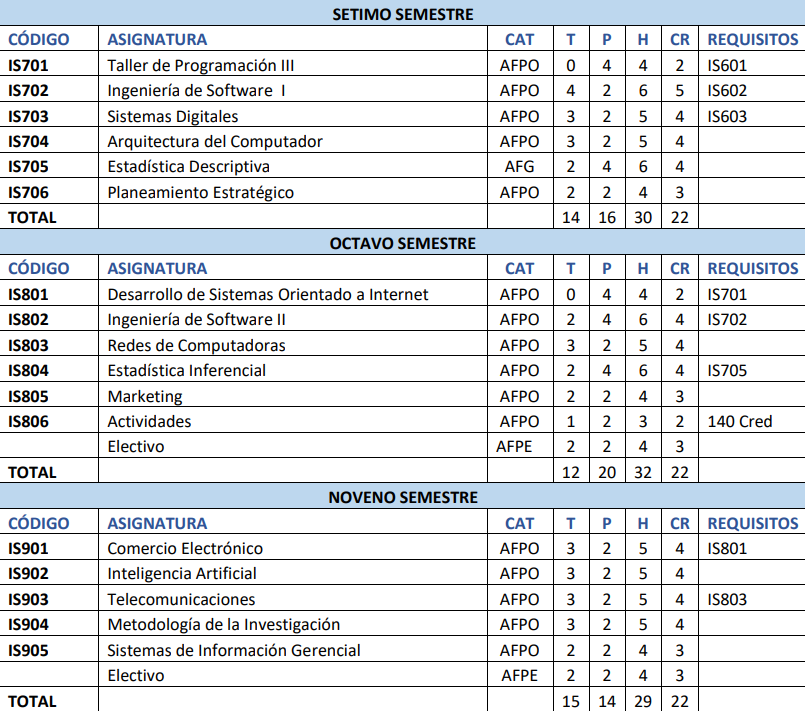 SETIMO SEMESTRE
CÓDIGO ASIGNATURA CAT T P H CR REQUISITOS
IS701 Taller de Programación III AFPO 0 4 4 2 IS601
IS702 Ingeniería de Software I AFPO 4 2 6 5 IS602
IS703 Sistemas Digitales AFPO 3 2 5 4 IS603
IS704 Arquitectura del Computador AFPO 3 2 5 4
IS705 Estadística Descriptiva AFG 2 4 6 4
IS706 Planeamiento Estratégico AFPO 2 2 4 3
TOTAL 14 16 30 22
OCTAVO SEMESTRE
CÓDIGO ASIGNATURA CAT T P H CR REQUISITOS
IS801 Desarrollo de Sistemas Orientado a Internet AFPO 0 4 4 2 IS701
IS802 Ingeniería de Software II AFPO 2 4 6 4 IS702
IS803 Redes de Computadoras AFPO 3 2 5 4
IS804 Estadística Inferencial AFPO 2 4 6 4 IS705
IS805 Marketing AFPO 2 2 4 3
IS806 Actividades AFPO 1 2 3 2 140 Cred
Electivo AFPE 2 2 4 3
TOTAL 12 20 32 22
NOVENO SEMESTRE
CÓDIGO ASIGNATURA CAT T P H CR REQUISITOS
IS901 Comercio Electrónico AFPO 3 2 5 4 IS801
IS902 Inteligencia Artificial AFPO 3 2 5 4
IS903 Telecomunicaciones AFPO 3 2 5 4 IS803
IS904 Metodología de la Investigación AFPO 3 2 5 4
IS905 Sistemas de Información Gerencial AFPO 2 2 4 3
Electivo AFPE 2 2 4 3
TOTAL 15 14 29 22